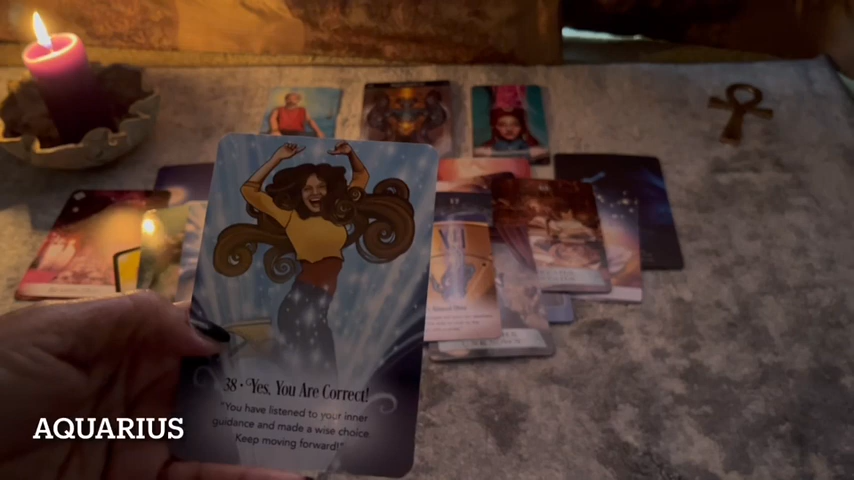 38 · Yes, You Are Correct!
"You have listened to your inner
guidance and made a wise choice.
Keep moving forward!"
AQUARIUS